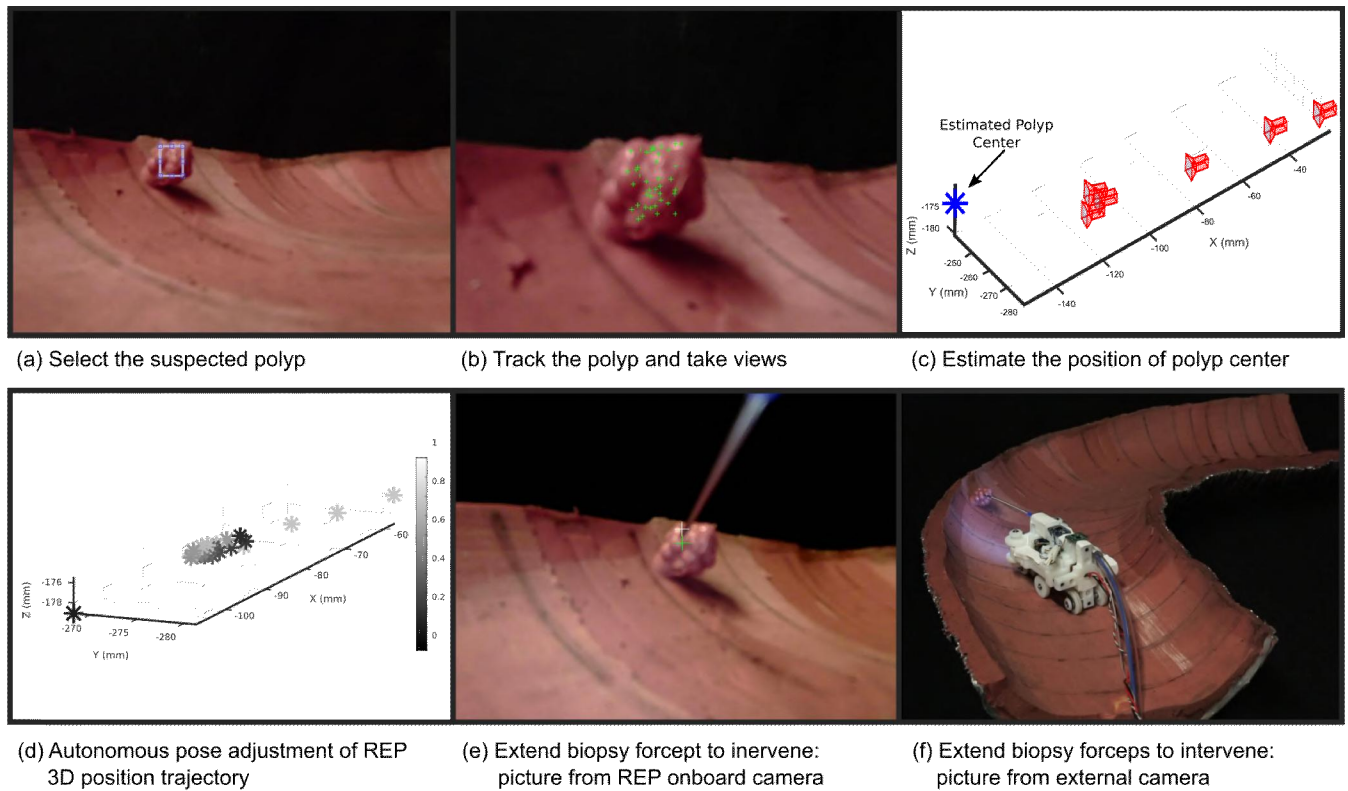 Estimated Polyp
Center
-175
-180
Z (mm)
-250
-260
-270
-280
Y (mm)
-140
-120
-100
-80
-60
-40
X (mm)
(a) Select the suspected polyp
(b) Track the polyp and take views
(c) Estimate the position of polyp center
1
0.8
0.6
0.4
0.2
0
-176
-178
Z (mm)
-270
-275
-280
Y (mm)
-100
-90
-80
-70
-60
X (mm)
(d) Autonomous pose adjustment of REP
3D position trajectory
(e) Extend biopsy forcept to inervene:
picture from REP onboard camera
(f) Extend biopsy forceps to intervene:
picture from external camera